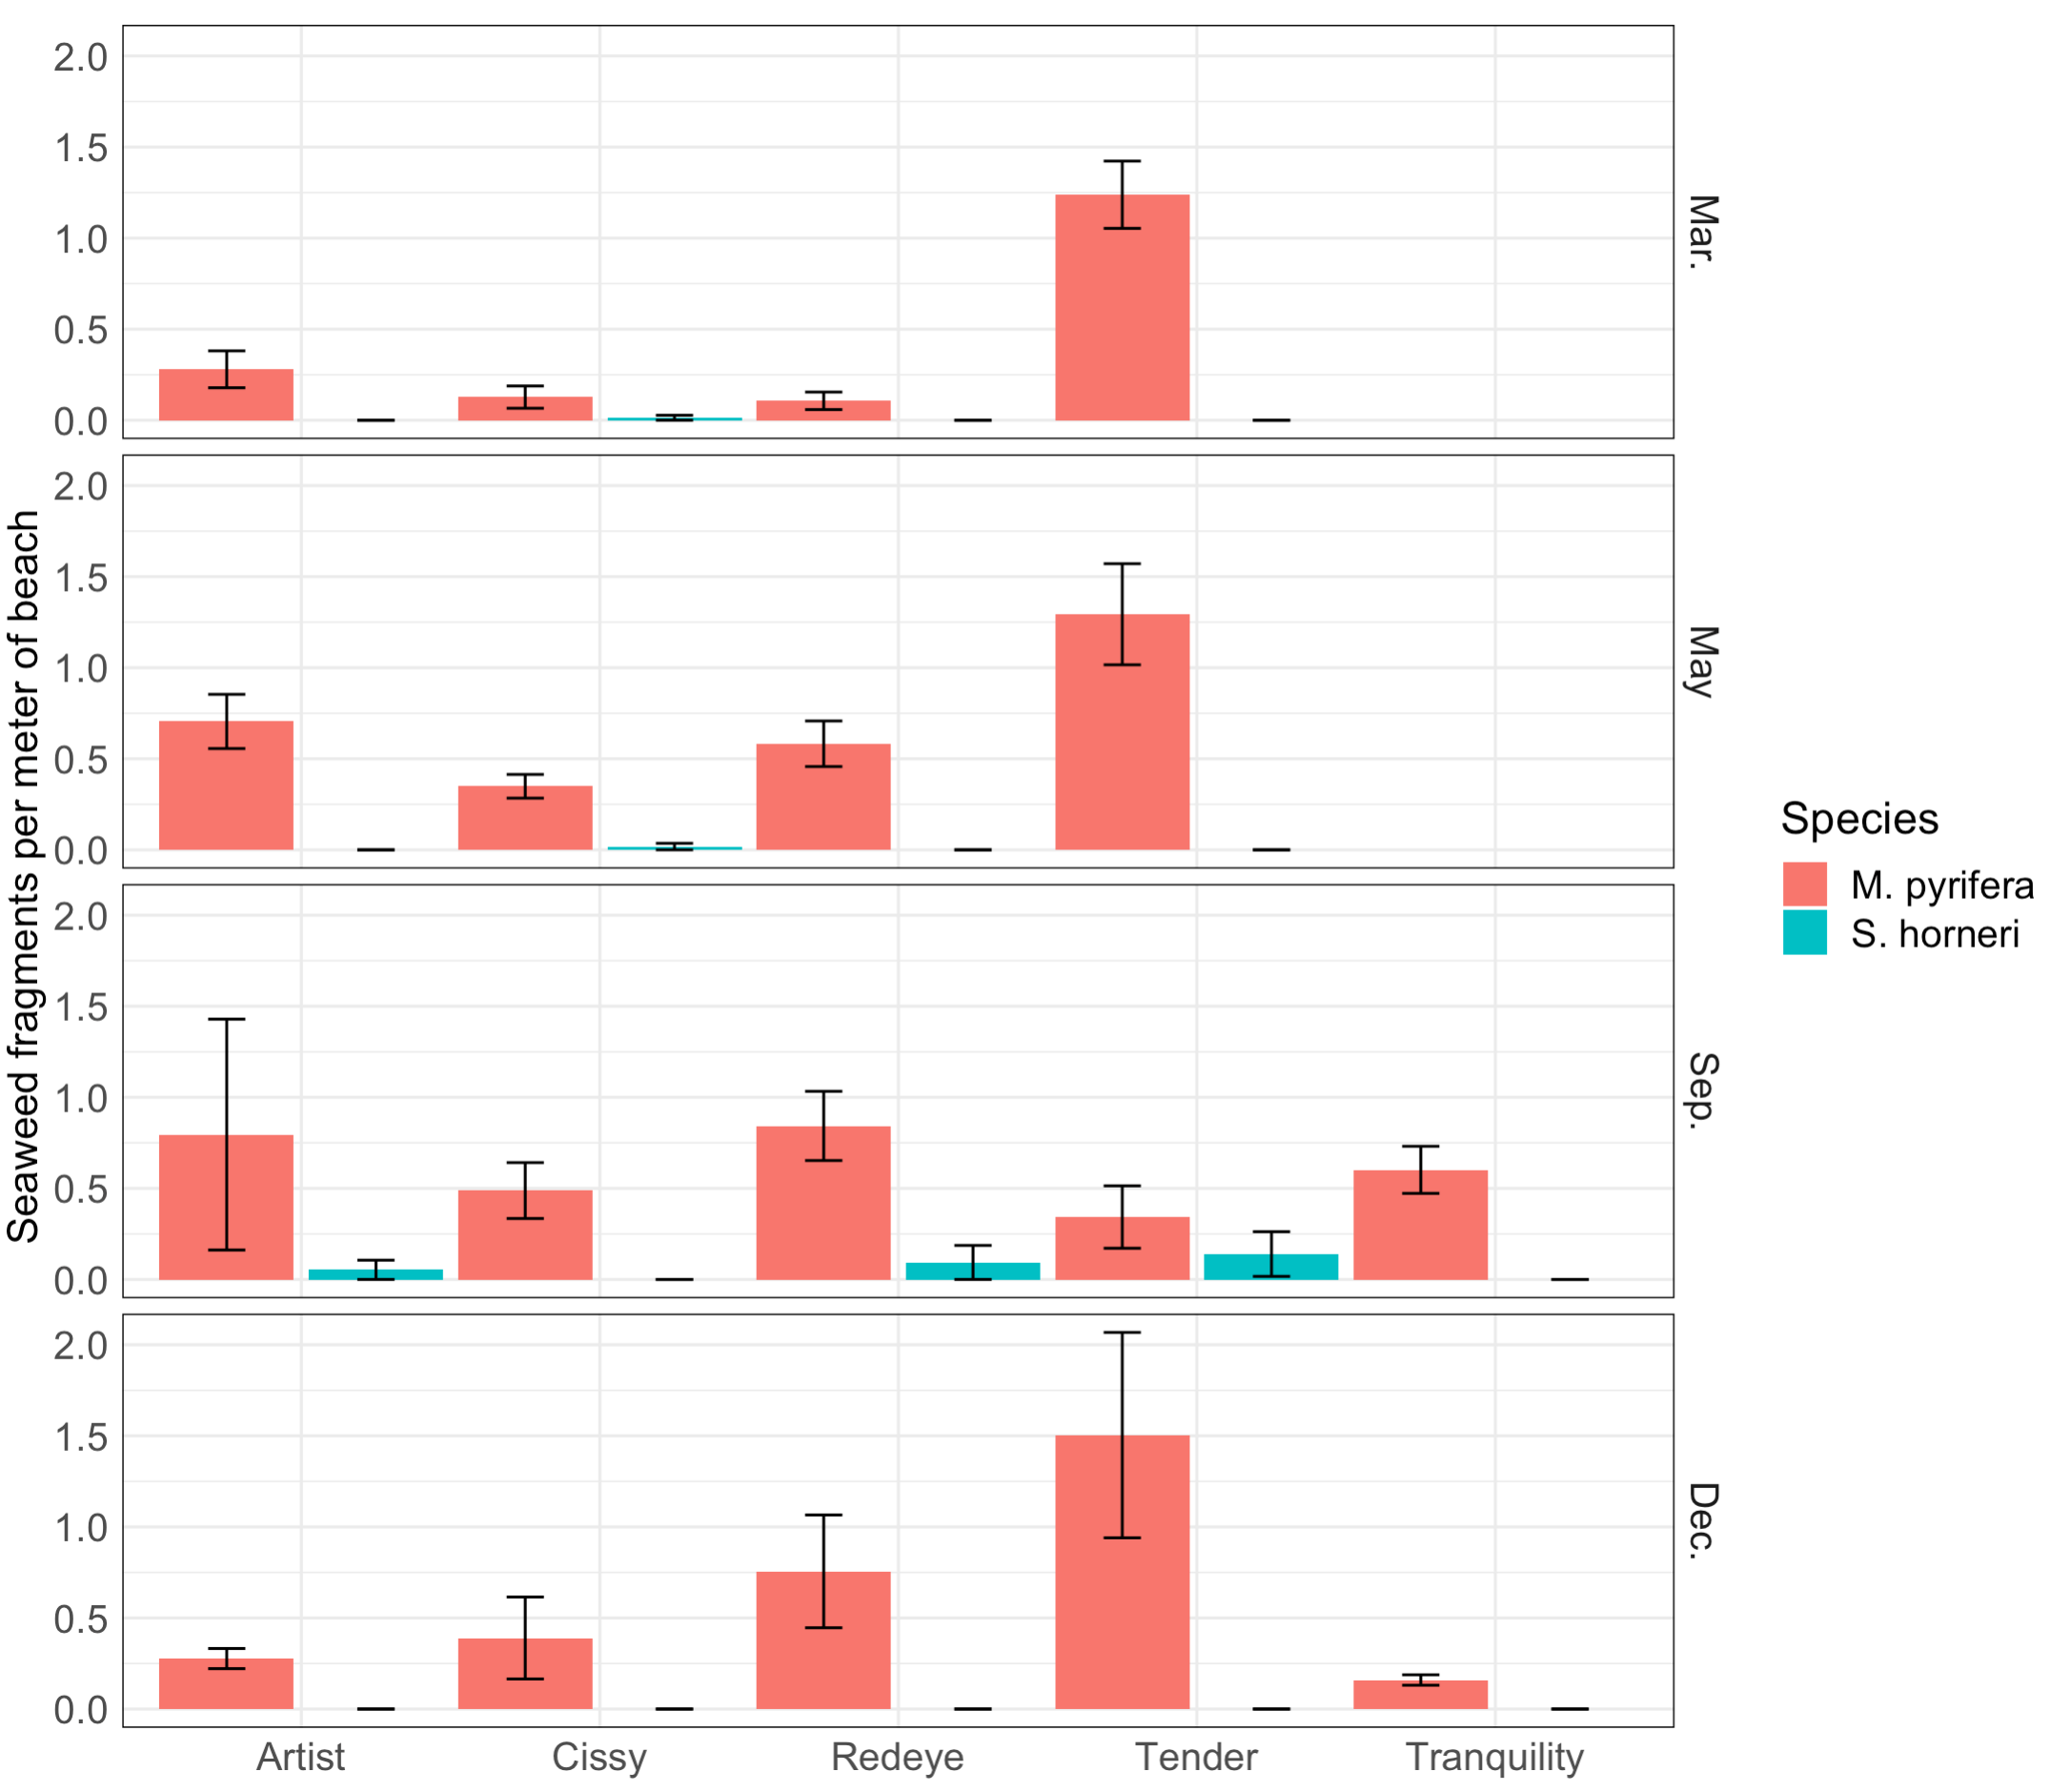 2.0
1.5
1.0
0.5
0.0
Mar.
2.0
1.5
1.0
0.5
0.0
May
2.0
1.5
1.0
0.5
0.0
Sep.
2.0
1.5
1.0
0.5
0.0
Dec.
Seaweed fragments per meter of beach
Artist Cissy Redeye Tender Tranquility
Species
M. pyrifera
S. horneri